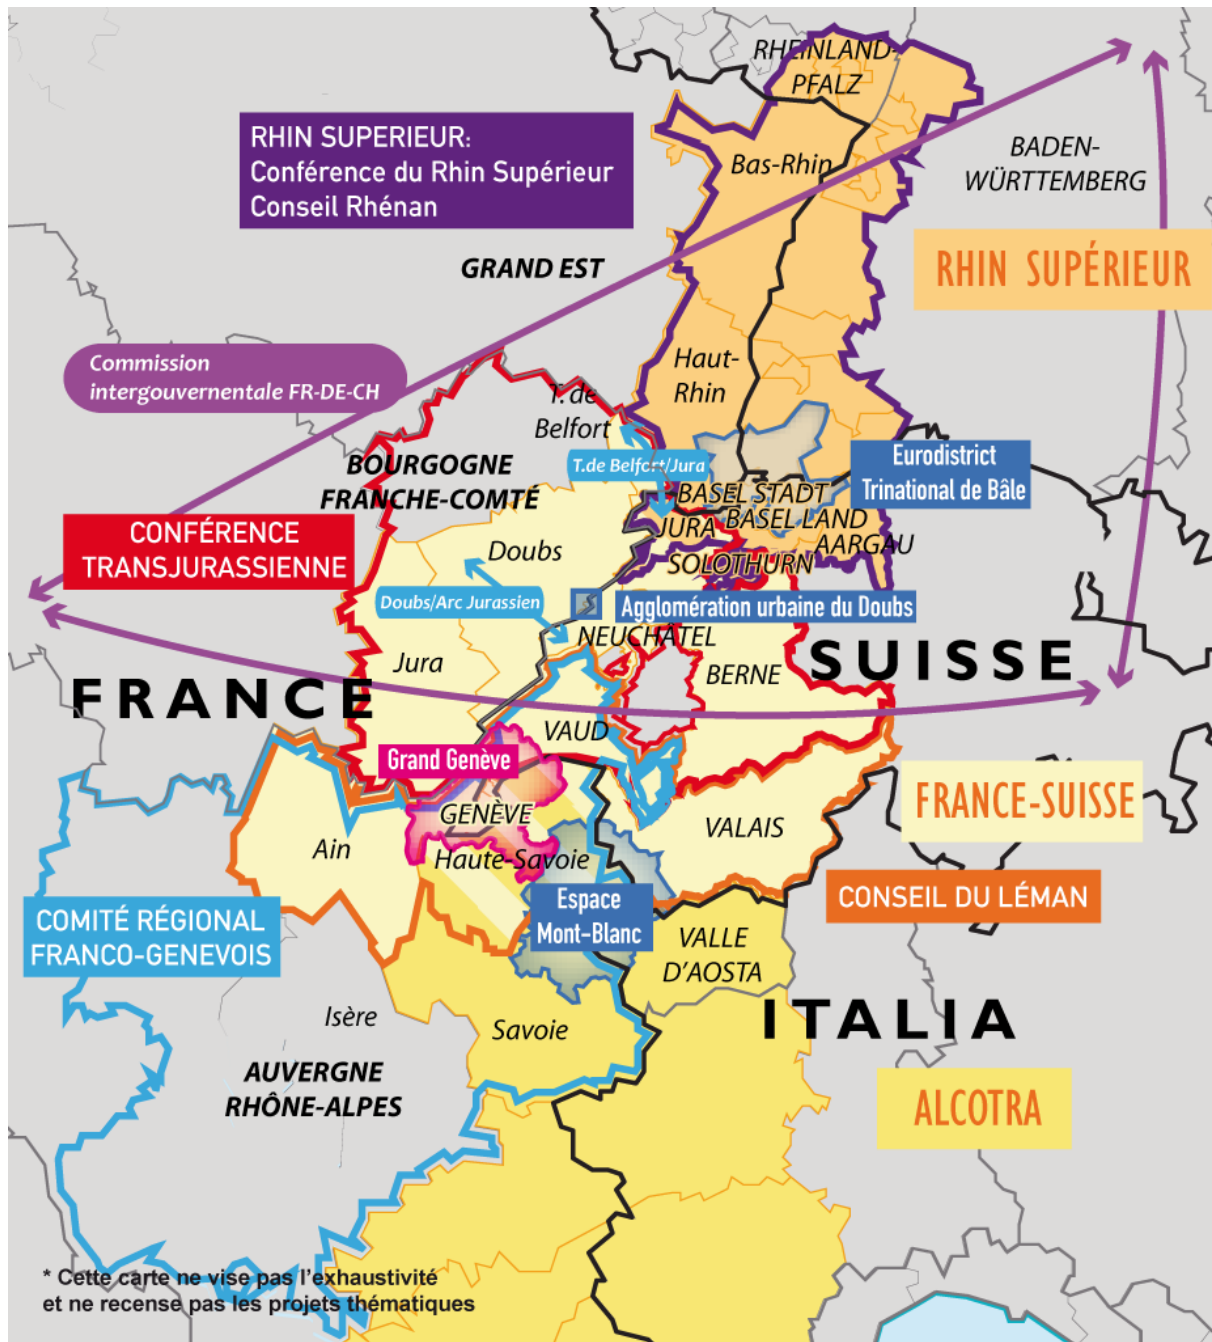 RHEINLAND-
PFALZ
RHIN SUPERIEUR:
Conférence du Rhin Supérieur
Conseil Rhénan
Bas-Rhin
BADEN-
WÜRTTEMBERG
GRAND EST
RHIN SUPÉRIEUR
Commission
intergouvernementale FR-DE-CH
Haut-
Rhin
T. de
Belfort
BOURGOGNE
FRANCHE-COMTÉ
T.de Belfort/Jura
Eurodistrict
Trinational de Bâle
BASEL STADT
BASEL LAND
JURA
AARGAU
SOLOTHURN
CONFÉRENCE
TRANSJURASSIENNE
Doubs
Doubs/Arc Jurassien
Agglomération urbaine du Doubs
NEUCHÂTEL
SUISSE
BERNE
Jura
FRANCE
VAUD
Grand Genève
FRANCE-SUISSE
GENÈVE
VALAIS
Ain
Haute-Savoie
CONSEIL DU LÉMAN
COMITÉ RÉGIONAL
FRANCO-GENEVOIS
Espace
Mont-Blanc
VALLE
D'AOSTA
ITALIA
Isère
Savoie
AUVERGNE
RHÔNE-ALPES
ALCOTRA
* Cette carte ne vise pas l'exhaustivité
et ne recense pas les projets thématiques